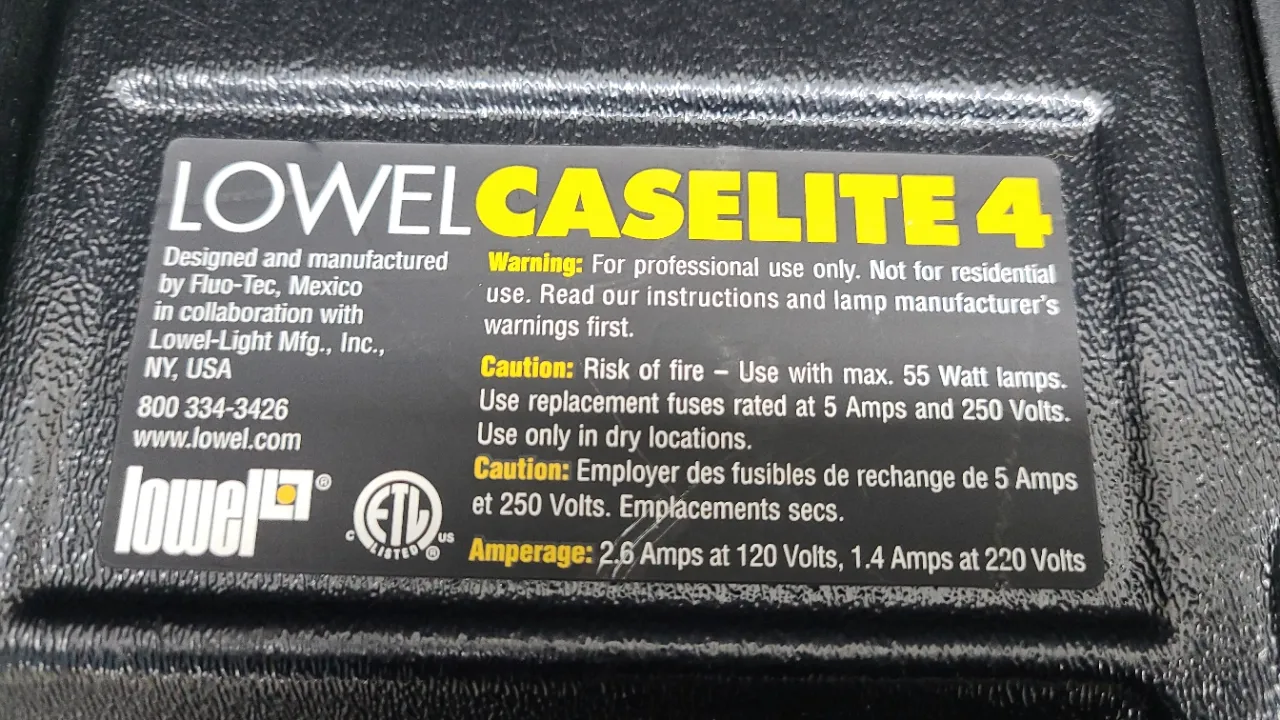 LOWEL CASELITE 4
Designed and manufactured
by Fluo-Tec, Mexico
in collaboration with
Lowel-Light Mfg., Inc.,
NY, USA
800 334-3426
www.lowel.com
lowel ®
ETL
C US
LISTED ®
Warning: For professional use only. Not for residential
use. Read our instructions and lamp manufacturer's
warnings first.
Caution: Risk of fire – Use with max. 55 Watt lamps.
Use replacement fuses rated at 5 Amps and 250 Volts.
Use only in dry locations.
Caution: Employer des fusibles de rechange de 5 Amps
et 250 Volts. Emplacements secs.
Amperage: 2.6 Amps at 120 Volts, 1.4 Amps at 220 Volts